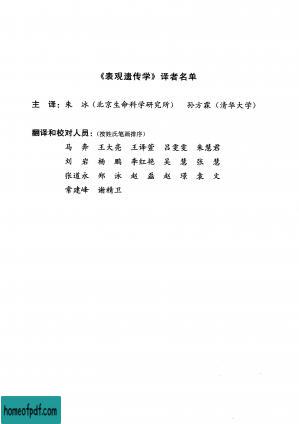 《表观遗传学》译者名单
主 译：朱 冰（北京生命科学研究所） 孙方霖（清华大学）
翻译和校对人员：（按姓氏笔画排序）
马 弄 王大亮 王译萱 吕雯雯 朱慧君
刘 岩 杨 鹏 李红艳 吴 慧 张 慧
张道永 郑 泳 赵 磊 赵 璟 袁 文
常建峰 谢精卫
homeofpdf.com